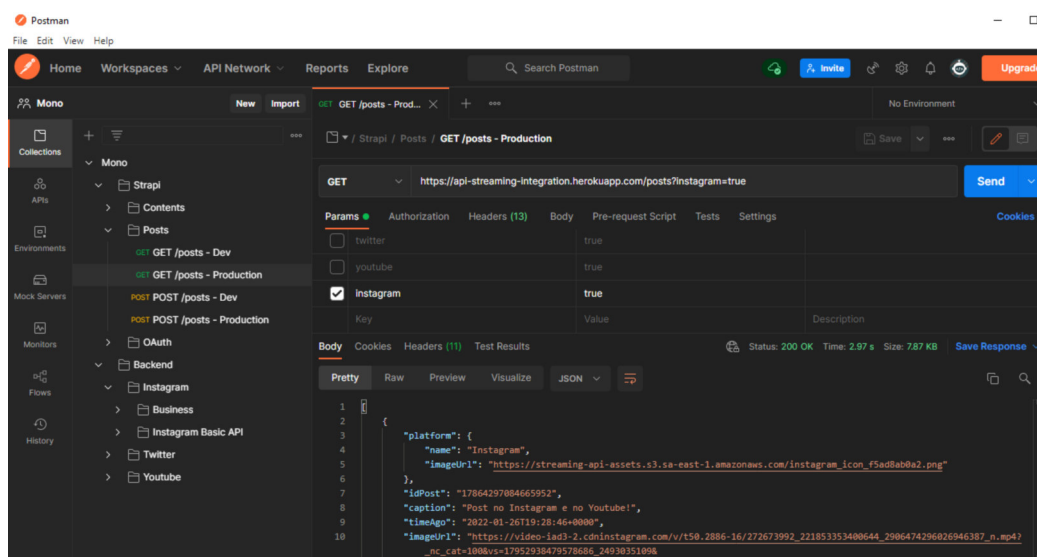 Postman
File Edit View Help
Home Workspaces API Network Reports Explore Search Postman Invite Upgrad
Mono New Import GET GET /posts - Prod... No Environment
Collections
APIs
Environments
Mock Servers
Monitors
Flows
History
Mono
Strapi
Contents
Posts
GET GET /posts - Dev
GET GET /posts - Production
POST POST /posts - Dev
POST POST /posts - Production
OAuth
Backend
Instagram
Business
Instagram Basic API
Twitter
Youtube
/ Strapi / Posts / GET /posts - Production Save
GET https://api-streaming-integration.herokuapp.com/posts?instagram=true Send
Params Authorization Headers (13) Body Pre-request Script Tests Settings Cookies
twitter true
youtube true
instagram true
Key Value Description
Body Cookies Headers (11) Test Results Status: 200 OK Time: 2.97 s Size: 7.87 KB Save Response
Pretty Raw Preview Visualize JSON
1 [
2 {
3 "platform": {
4 "name": "Instagram",
5 "imageUrl": "https://streaming-api-assets.s3.sa-east-1.amazonaws.com/instagram_icon_f5ad8ab0a2.png"
6 },
7 "idPost": "17864297084665952",
8 "caption": "Post no Instagram e no Youtube!",
9 "timeAgo": "2022-01-26T19:28:46+0000",
10 "imageUrl": "https://video-iad3-2.cdninstagram.com/v/t50.2886-16/272673992_221853353400644_2906474296026946387_n.mp4?
_nc_cat=100&vs=17952938479578686_2493035109&